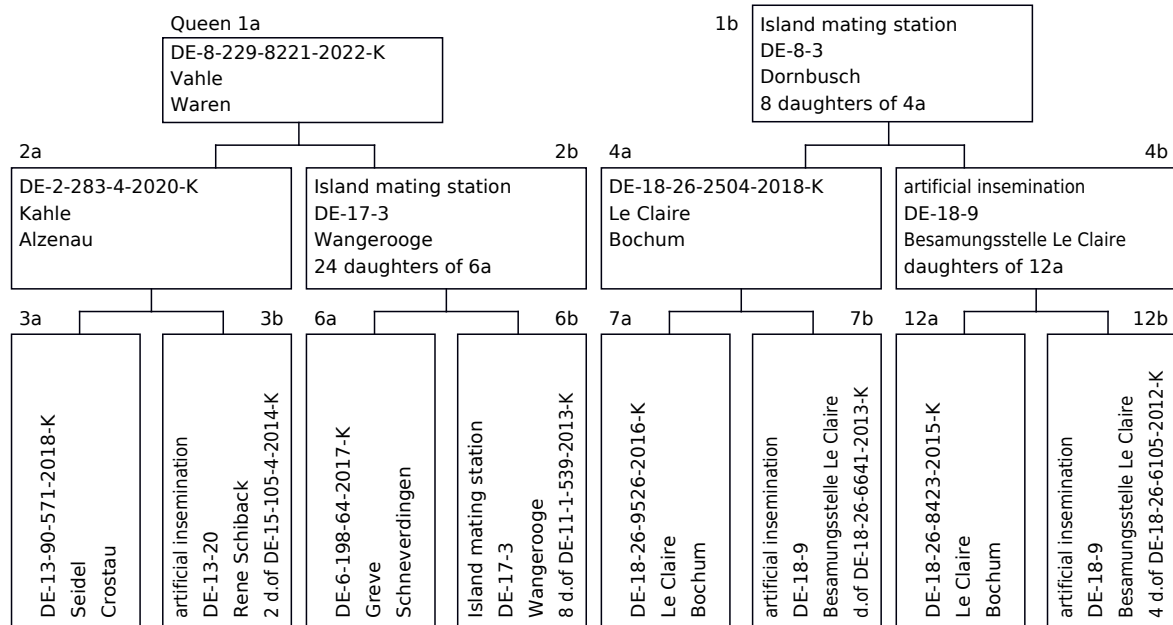 Queen 1a
DE-8-229-8221-2022-K
Vahle
Waren
1b
Island mating station
DE-8-3
Dornbusch
8 daughters of 4a
2a
DE-2-283-4-2020-K
Kahle
Alzenau
2b
Island mating station
DE-17-3
Wangerooge
24 daughters of 6a
4a
DE-18-26-2504-2018-K
Le Claire
Bochum
4b
artificial insemination
DE-18-9
Besamungsstelle Le Claire
daughters of 12a
3a
DE-13-90-571-2018-K
Seidel
Crostau
3b
artificial insemination
DE-13-20
Rene Schiback
2 d.of DE-15-105-4-2014-K
6a
DE-6-198-64-2017-K
Greve
Schneverdingen
6b
Island mating station
DE-17-3
Wangerooge
8 d.of DE-11-1-539-2013-K
7a
DE-18-26-9526-2016-K
Le Claire
Bochum
7b
artificial insemination
DE-18-9
Besamungsstelle Le Claire
d.of DE-18-26-6641-2013-K
12a
DE-18-26-8423-2015-K
Le Claire
Bochum
12b
artificial insemination
DE-18-9
Besamungsstelle Le Claire
4 d.of DE-18-26-6105-2012-K